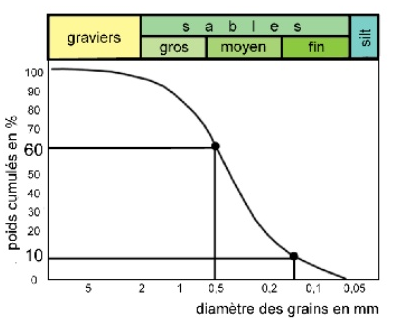 graviers
s a b l e s
gros moyen fin
silt
poids cumulés en %
100
90
80
70
60
50
40
30
20
10
0
5 2 1 0,5 0,2 0,1 0,05
diamètre des grains en mm